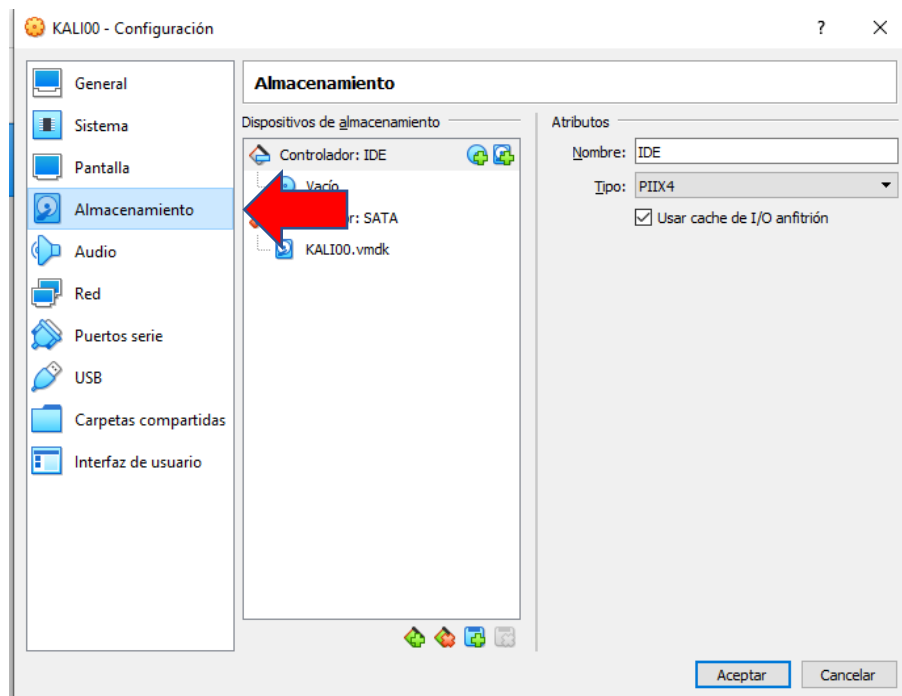 KALI00 - Configuración
?
General
Sistema
Pantalla
Almacenamiento
Audio
Red
Puertos serie
USB
Carpetas compartidas
Interfaz de usuario
Almacenamiento
Dispositivos de almacenamiento
Controlador: IDE
Vacío
r: SATA
KALI00.vmdk
Atributos
Nombre: IDE
Tipo: PIIX4
Usar cache de I/O anfitrión
Aceptar Cancelar